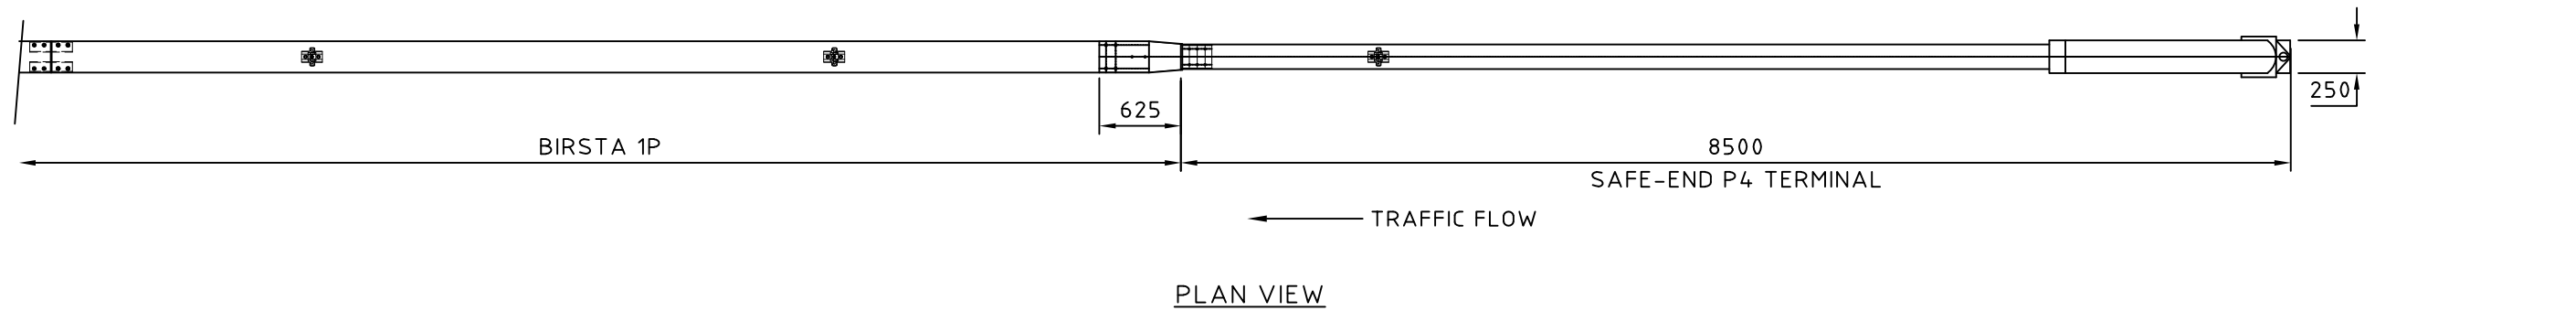 250
625
BIRSTA 1P
8500
SAFE-END P4 TERMINAL
TRAFFIC FLOW
PLAN VIEW